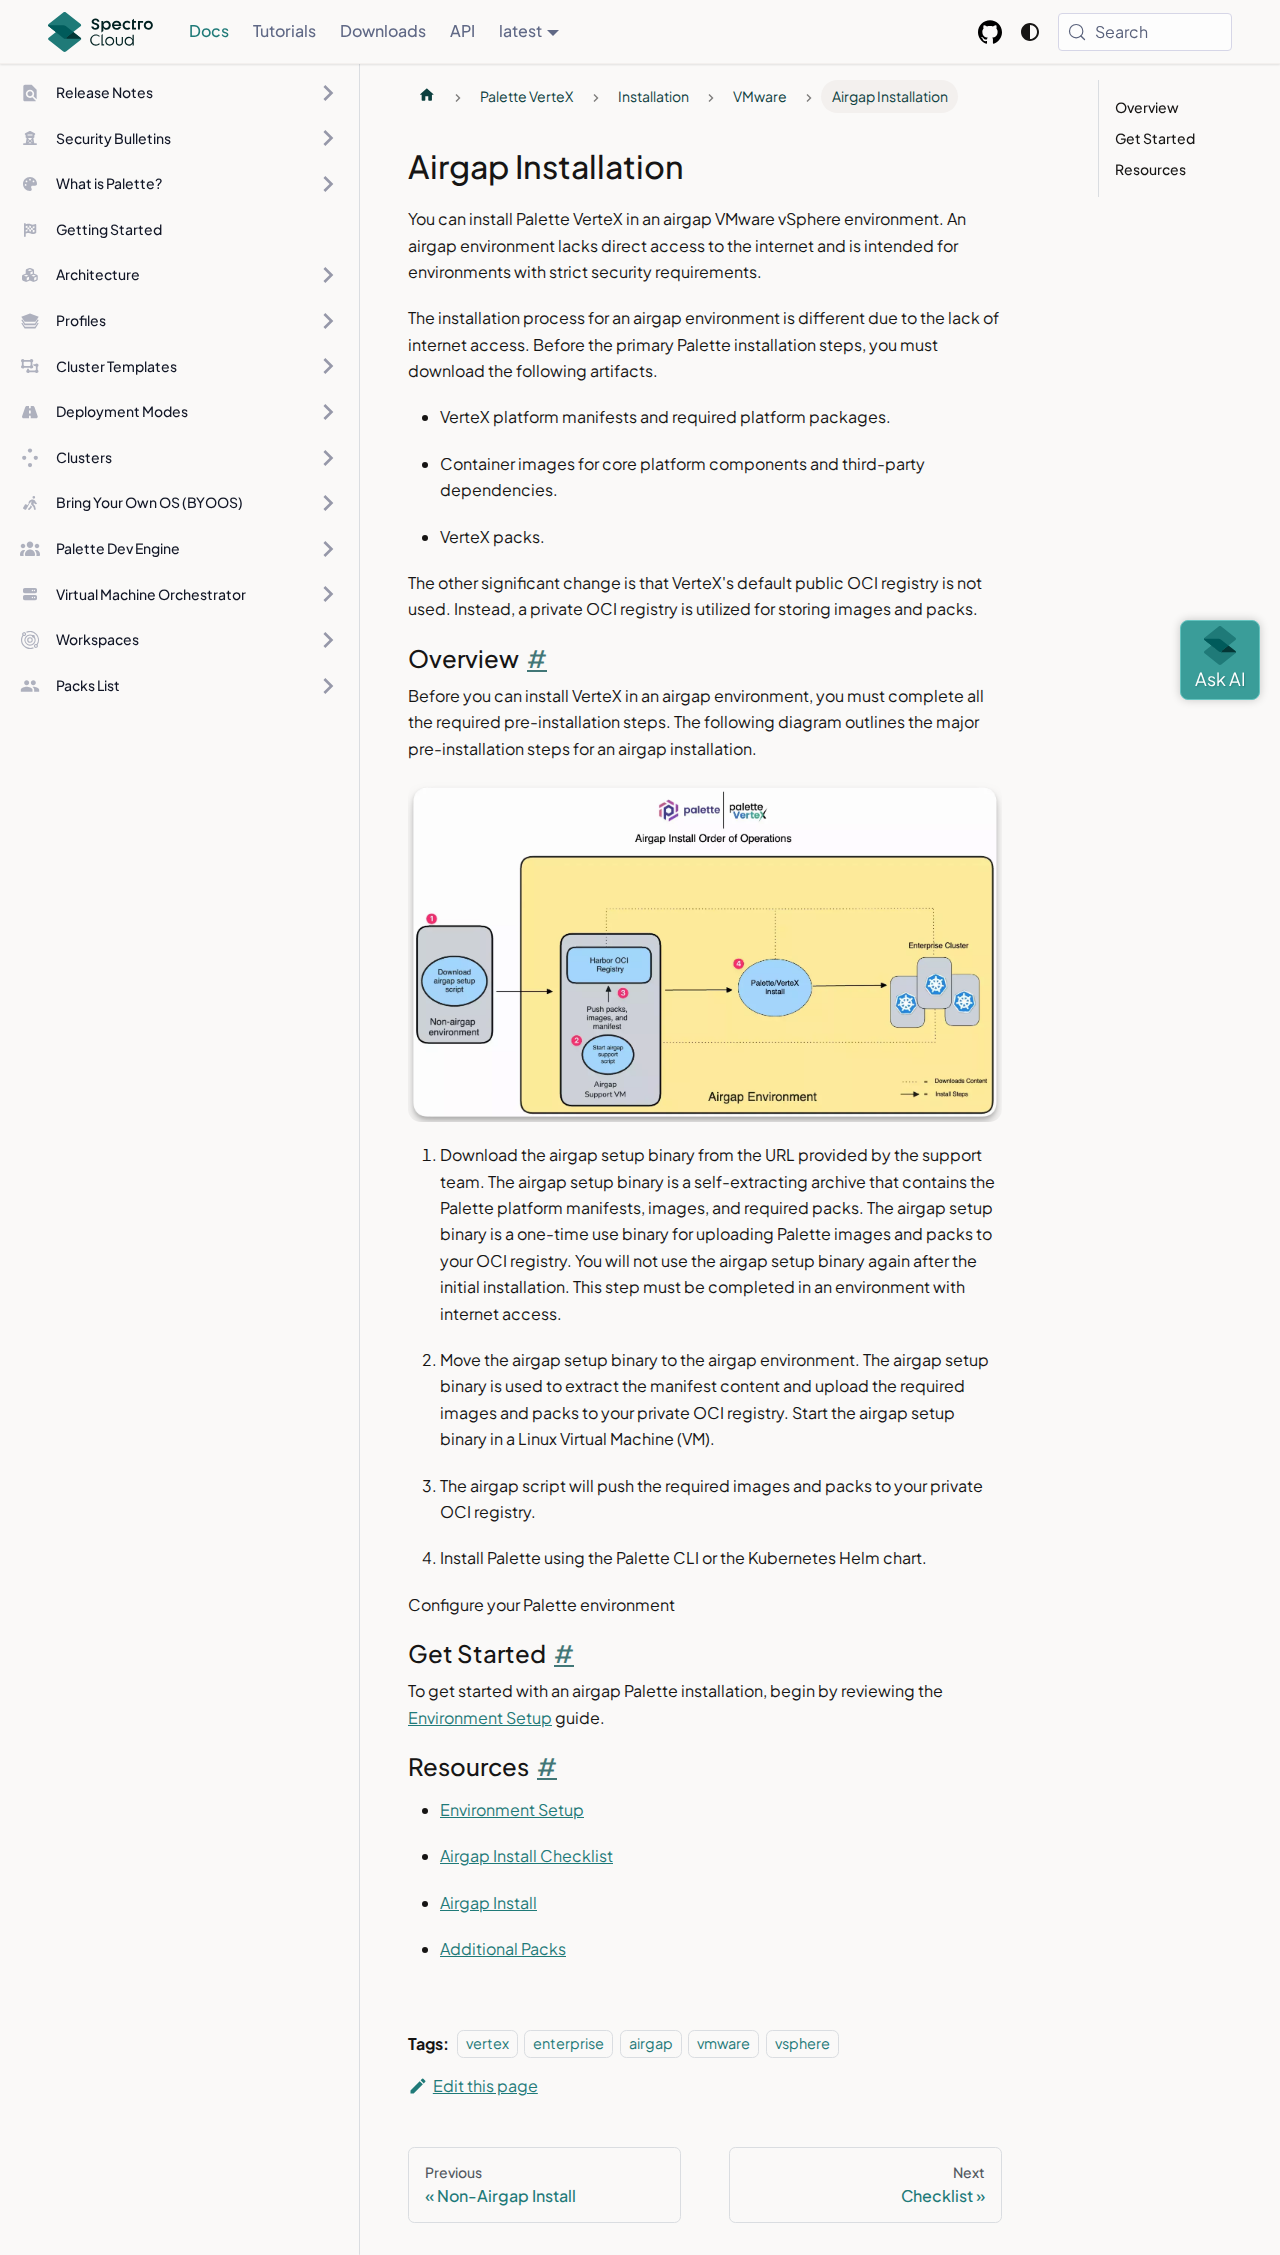 Spectro
Cloud
Docs
Tutorials
Downloads
API
latest
Search
Release Notes
Security Bulletins
What is Palette?
Getting Started
Architecture
Profiles
Cluster Templates
Deployment Modes
Clusters
Bring Your Own OS (BYOOS)
Palette Dev Engine
Virtual Machine Orchestrator
Workspaces
Packs List
Palette VerteX
Installation
VMware
Airgap Installation
Airgap Installation
You can install Palette VerteX in an airgap VMware vSphere environment. An
airgap environment lacks direct access to the internet and is intended for
environments with strict security requirements.
The installation process for an airgap environment is different due to the lack of
internet access. Before the primary Palette installation steps, you must
download the following artifacts.
VerteX platform manifests and required platform packages.
Container images for core platform components and third-party
dependencies.
VerteX packs.
The other significant change is that VerteX's default public OCI registry is not
used. Instead, a private OCI registry is utilized for storing images and packs.
Overview #
Before you can install VerteX in an airgap environment, you must complete all
the required pre-installation steps. The following diagram outlines the major
pre-installation steps for an airgap installation.
palette
palette
VerteX
Airgap Install Order of Operations
1
Download
airgap setup
script
Non-airgap
environment
Harbor OCI
Registry
3
Push packs,
images, and
manifest
2
Start airgap
support
script
Airgap
Support VM
4
Palette/VerteX
Install
Enterprise Cluster
Airgap Environment
= Downloads Content
= Install Steps
1. Download the airgap setup binary from the URL provided by the support
team. The airgap setup binary is a self-extracting archive that contains the
Palette platform manifests, images, and required packs. The airgap setup
binary is a one-time use binary for uploading Palette images and packs to
your OCI registry. You will not use the airgap setup binary again after the
initial installation. This step must be completed in an environment with
internet access.
2. Move the airgap setup binary to the airgap environment. The airgap setup
binary is used to extract the manifest content and upload the required
images and packs to your private OCI registry. Start the airgap setup
binary in a Linux Virtual Machine (VM).
3. The airgap script will push the required images and packs to your private
OCI registry.
4. Install Palette using the Palette CLI or the Kubernetes Helm chart.
Configure your Palette environment
Get Started #
To get started with an airgap Palette installation, begin by reviewing the
Environment Setup guide.
Resources #
Environment Setup
Airgap Install Checklist
Airgap Install
Additional Packs
Tags: vertex enterprise airgap vmware vsphere
Edit this page
Previous
« Non-Airgap Install
Next
Checklist »
Overview
Get Started
Resources
Ask AI